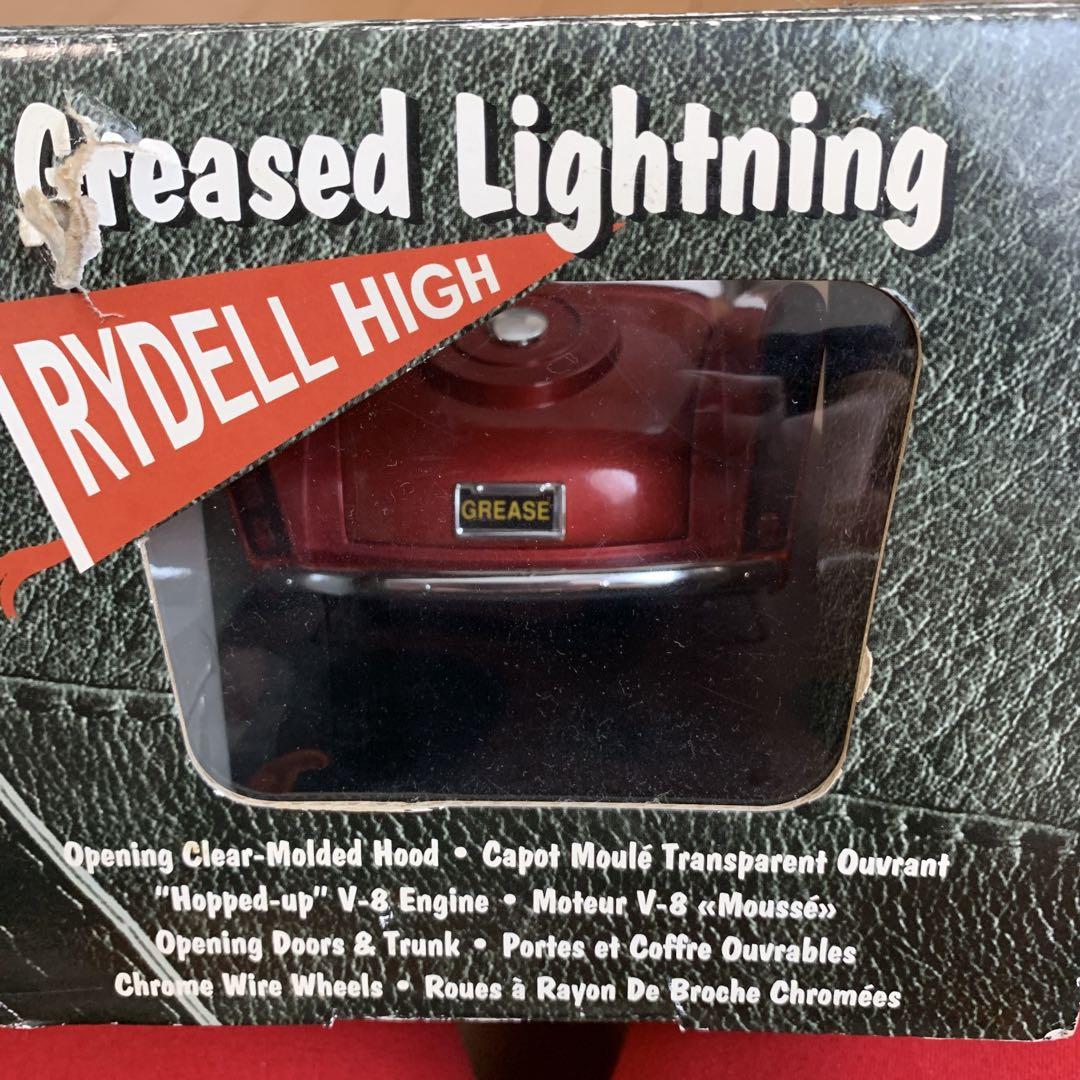 Greased Lightning
RYDELL HIGH
GREASE
Opening Clear-Molded Hood • Capot Moulé Transparent Ouvrant
"Hopped-up" V-8 Engine • Moteur V-8 «Moussé»
Opening Doors & Trunk • Portes et Coffre Ouvrables
Chrome Wire Wheels • Roues à Rayon De Broche Chromées